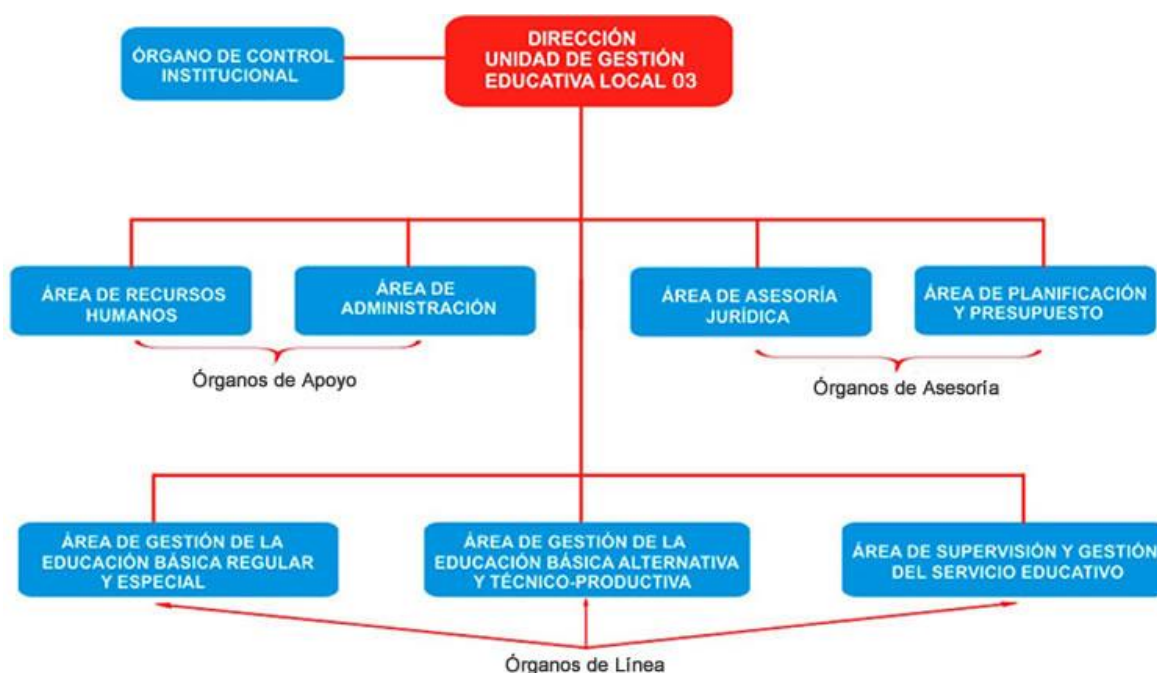 ÓRGANO DE CONTROL
INSTITUCIONAL
DIRECCIÓN
UNIDAD DE GESTIÓN
EDUCATIVA LOCAL 03
ÁREA DE RECURSOS
HUMANOS
ÁREA DE
ADMINISTRACIÓN
ÁREA DE ASESORÍA
JURÍDICA
ÁREA DE PLANIFICACIÓN
Y PRESUPUESTO
Órganos de Apoyo
Órganos de Asesoría
ÁREA DE GESTIÓN DE LA
EDUCACIÓN BÁSICA REGULAR
Y ESPECIAL
ÁREA DE GESTIÓN DE LA
EDUCACIÓN BÁSICA ALTERNATIVA
Y TÉCNICO-PRODUCTIVA
ÁREA DE SUPERVISIÓN Y GESTIÓN
DEL SERVICIO EDUCATIVO
Órganos de Línea